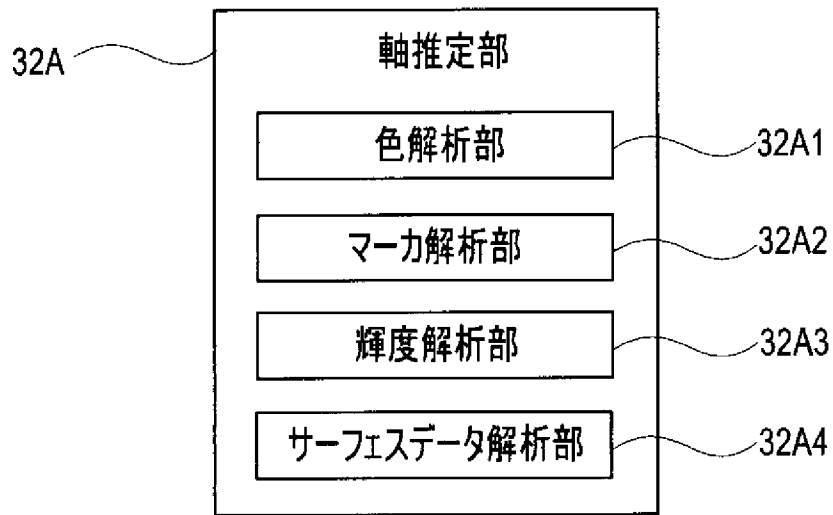 32A
軸推定部
色解析部
32A1
マーカ解析部
32A2
輝度解析部
32A3
サーフェスデータ解析部
32A4